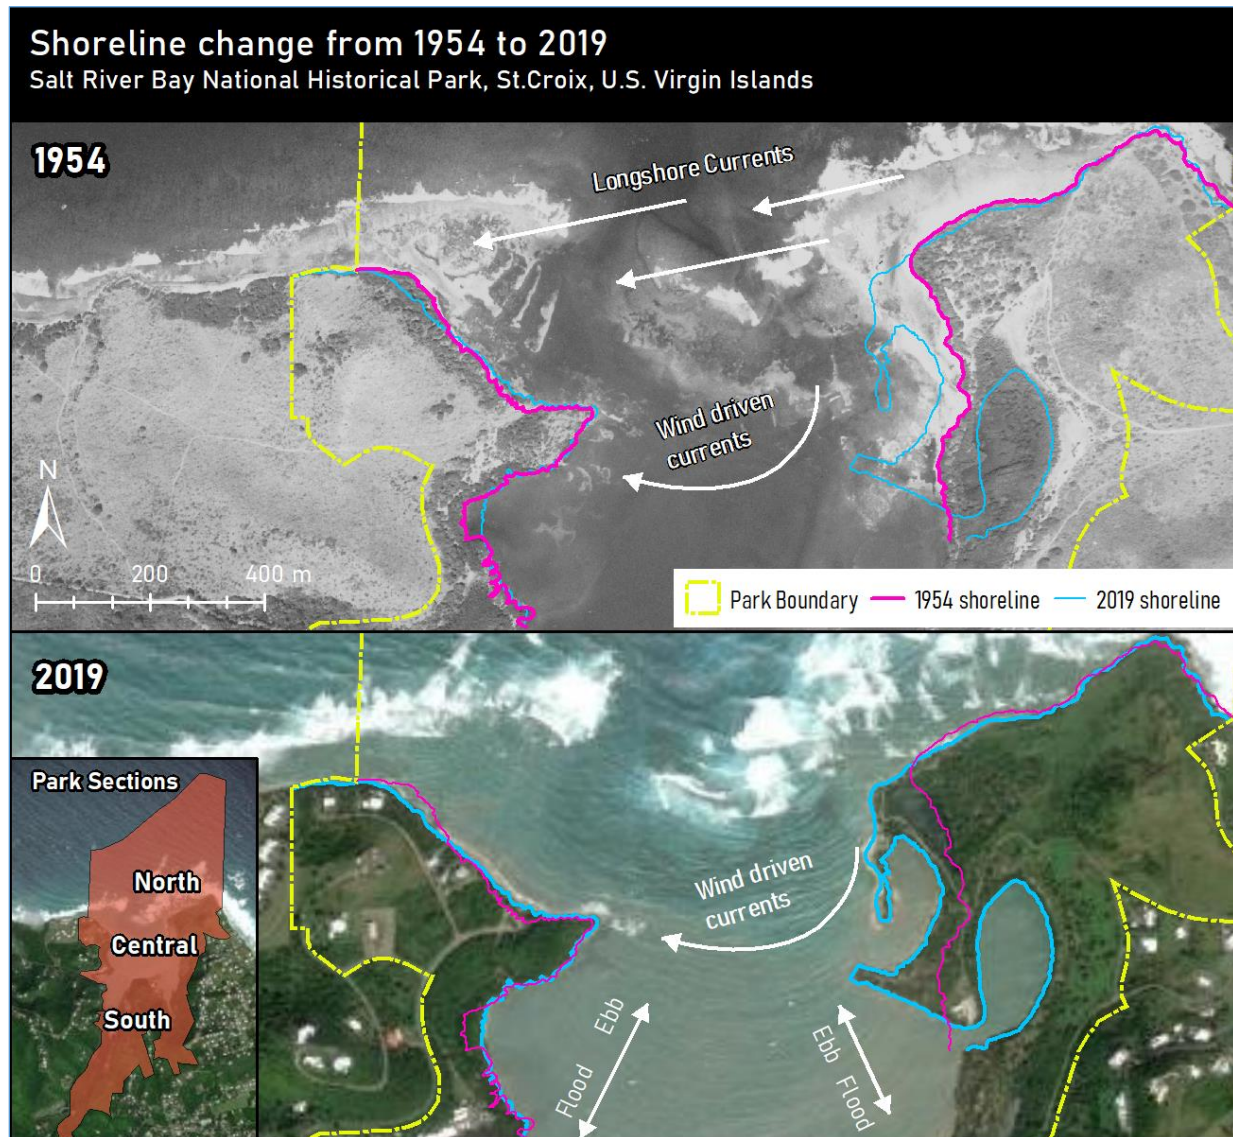 Shoreline change from 1954 to 2019
Salt River Bay National Historical Park, St.Croix, U.S. Virgin Islands
1954
Longshore Currents
Wind driven
currents
N
0 200 400 m
Park Boundary 1954 shoreline 2019 shoreline
2019
Park Sections
North
Central
South
Wind driven
currents
Flood Ebb
Ebb Flood